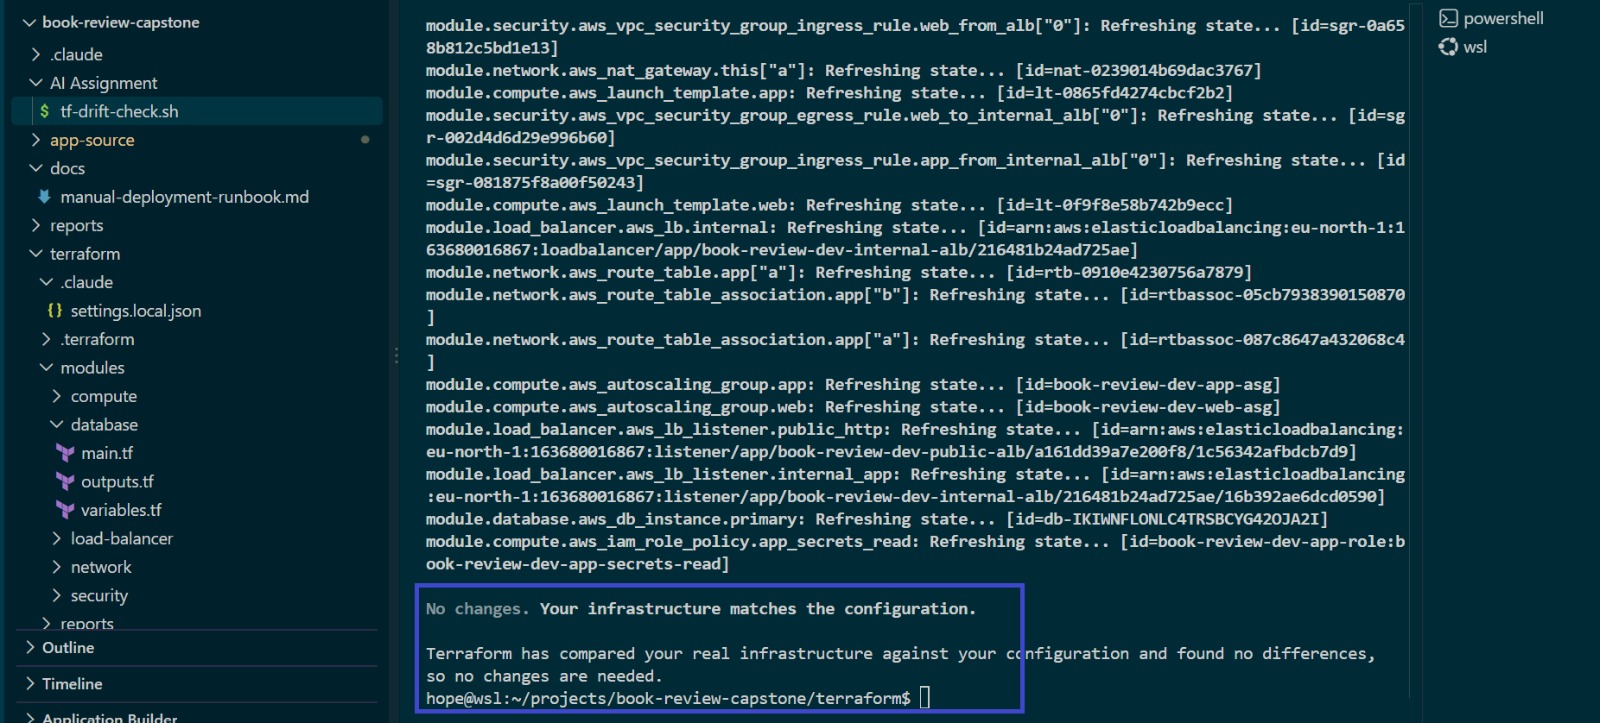 book-review-capstone
.claude
AI Assignment
$ tf-drift-check.sh
app-source
docs
manual-deployment-runbook.md
reports
terraform
.claude
{} settings.local.json
.terraform
modules
compute
database
main.tf
outputs.tf
variables.tf
load-balancer
network
security
reports
Outline
Timeline
Application Builder
module.security.aws_vpc_security_group_ingress_rule.web_from_alb["0"]: Refreshing state... [id=sgr-0a65
8b812c5bd1e13]
module.network.aws_nat_gateway.this["a"]: Refreshing state... [id=nat-0239014b69dac3767]
module.compute.aws_launch_template.app: Refreshing state... [id=lt-0865fd4274cbcf2b2]
module.security.aws_vpc_security_group_egress_rule.web_to_internal_alb["0"]: Refreshing state... [id=sg
r-002d4d6d29e996b60]
module.security.aws_vpc_security_group_ingress_rule.app_from_internal_alb["0"]: Refreshing state... [id
=sgr-081875f8a00f50243]
module.compute.aws_launch_template.web: Refreshing state... [id=lt-0f9f8e58b742b9ecc]
module.load_balancer.aws_lb.internal: Refreshing state... [id=arn:aws:elasticloadbalancing:eu-north-1:1
63680016867:loadbalancer/app/book-review-dev-internal-alb/216481b24ad725ae]
module.network.aws_route_table.app["a"]: Refreshing state... [id=rtb-0910e4230756a7879]
module.network.aws_route_table_association.app["b"]: Refreshing state... [id=rtbassoc-05cb7938390150870
]
module.network.aws_route_table_association.app["a"]: Refreshing state... [id=rtbassoc-087c8647a432068c4
]
module.compute.aws_autoscaling_group.app: Refreshing state... [id=book-review-dev-app-asg]
module.compute.aws_autoscaling_group.web: Refreshing state... [id=book-review-dev-web-asg]
module.load_balancer.aws_lb_listener.public_http: Refreshing state... [id=arn:aws:elasticloadbalancing:
eu-north-1:163680016867:listener/app/book-review-dev-public-alb/a161dd39a7e200f8/1c56342afbdcb7d9]
module.load_balancer.aws_lb_listener.internal_app: Refreshing state... [id=arn:aws:elasticloadbalancing
:eu-north-1:163680016867:listener/app/book-review-dev-internal-alb/216481b24ad725ae/16b392ae6dcd0590]
module.database.aws_db_instance.primary: Refreshing state... [id=db-IKIWNFLONLC4TRSBCYG42OJA2I]
module.compute.aws_iam_role_policy.app_secrets_read: Refreshing state... [id=book-review-dev-app-role:b
ook-review-dev-app-secrets-read]
No changes. Your infrastructure matches the configuration.
Terraform has compared your real infrastructure against your configuration and found no differences,
so no changes are needed.
hope@wsl:~/projects/book-review-capstone/terraform$
powershell
wsl